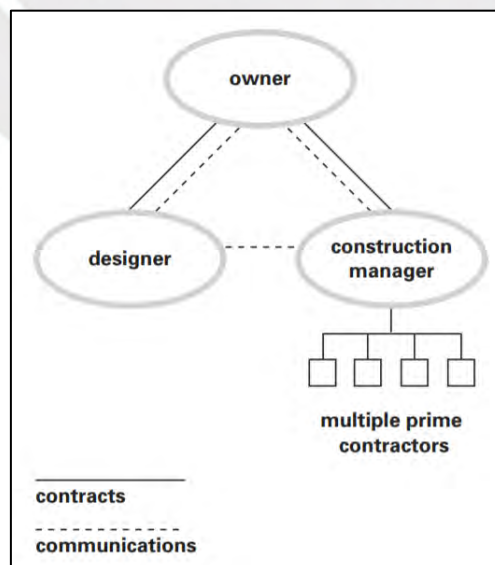 owner
designer
construction
manager
multiple prime
contractors
contracts
communications